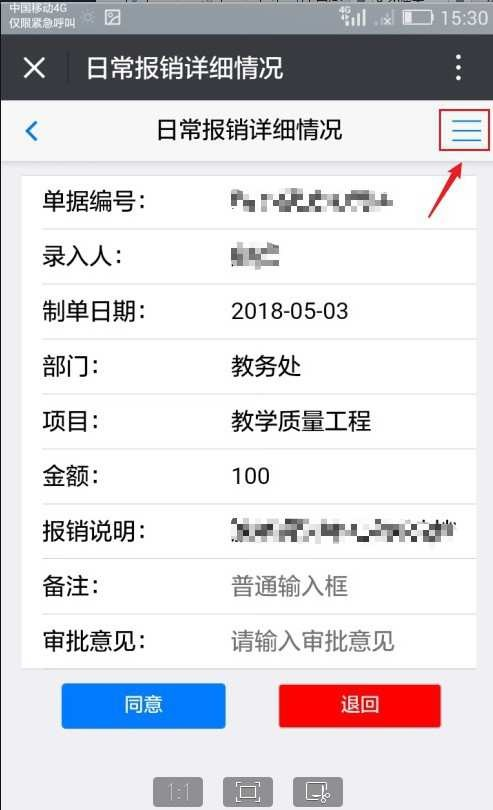 中国移动4G
仅限紧急呼叫
4G
15:30
日常报销详细情况
日常报销详细情况
单据编号：
录入人：
制单日期： 2018-05-03
部门： 教务处
项目： 教学质量工程
金额： 100
报销说明：
备注： 普通输入框
审批意见： 请输入审批意见
同意 退回
1:1